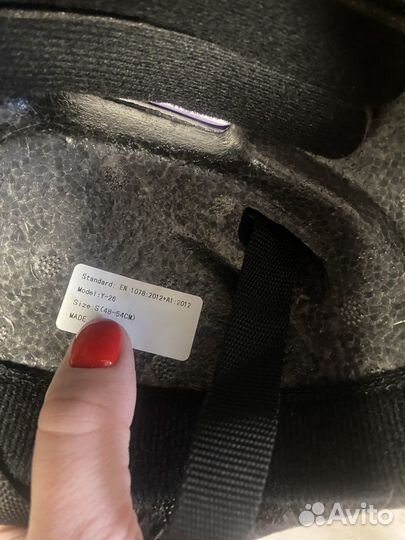 Standard: EN 1078:2012+A1:2012
Model:Y-26
Size:S(48-54CM)
MADE
Avito